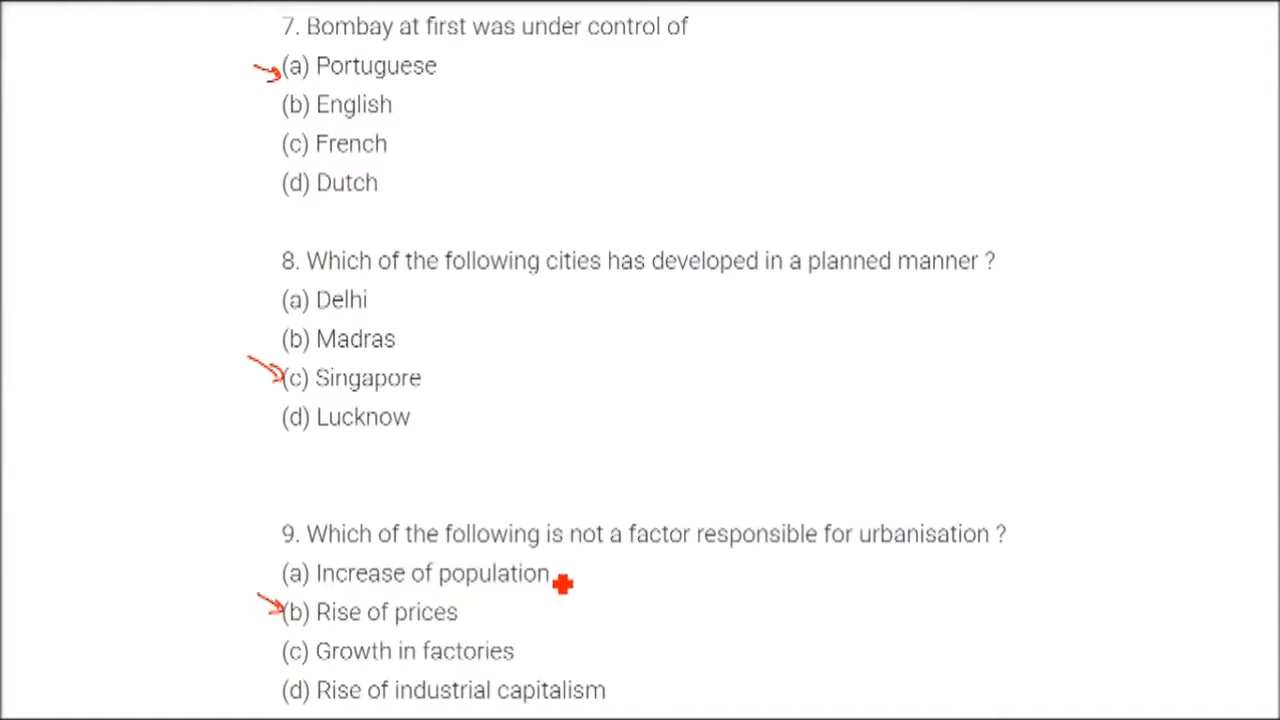 7. Bombay at first was under control of
(a) Portuguese
(b) English
(c) French
(d) Dutch
8. Which of the following cities has developed in a planned manner ?
(a) Delhi
(b) Madras
(c) Singapore
(d) Lucknow
9. Which of the following is not a factor responsible for urbanisation ?
(a) Increase of population
(b) Rise of prices
(c) Growth in factories
(d) Rise of industrial capitalism